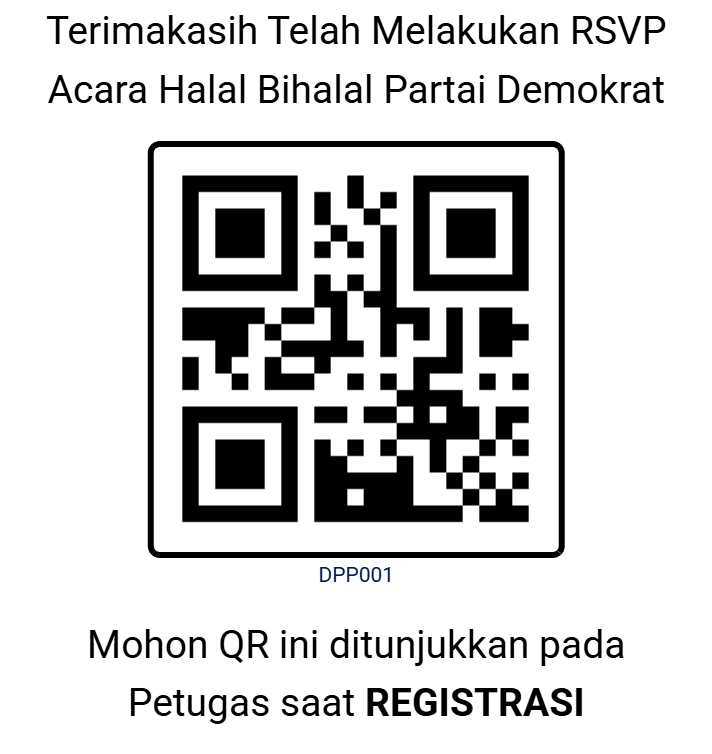 Terimakasih Telah Melakukan RSVP
Acara Halal Bihalal Partai Demokrat
DPP001
Mohon QR ini ditunjukkan pada
Petugas saat REGISTRASI